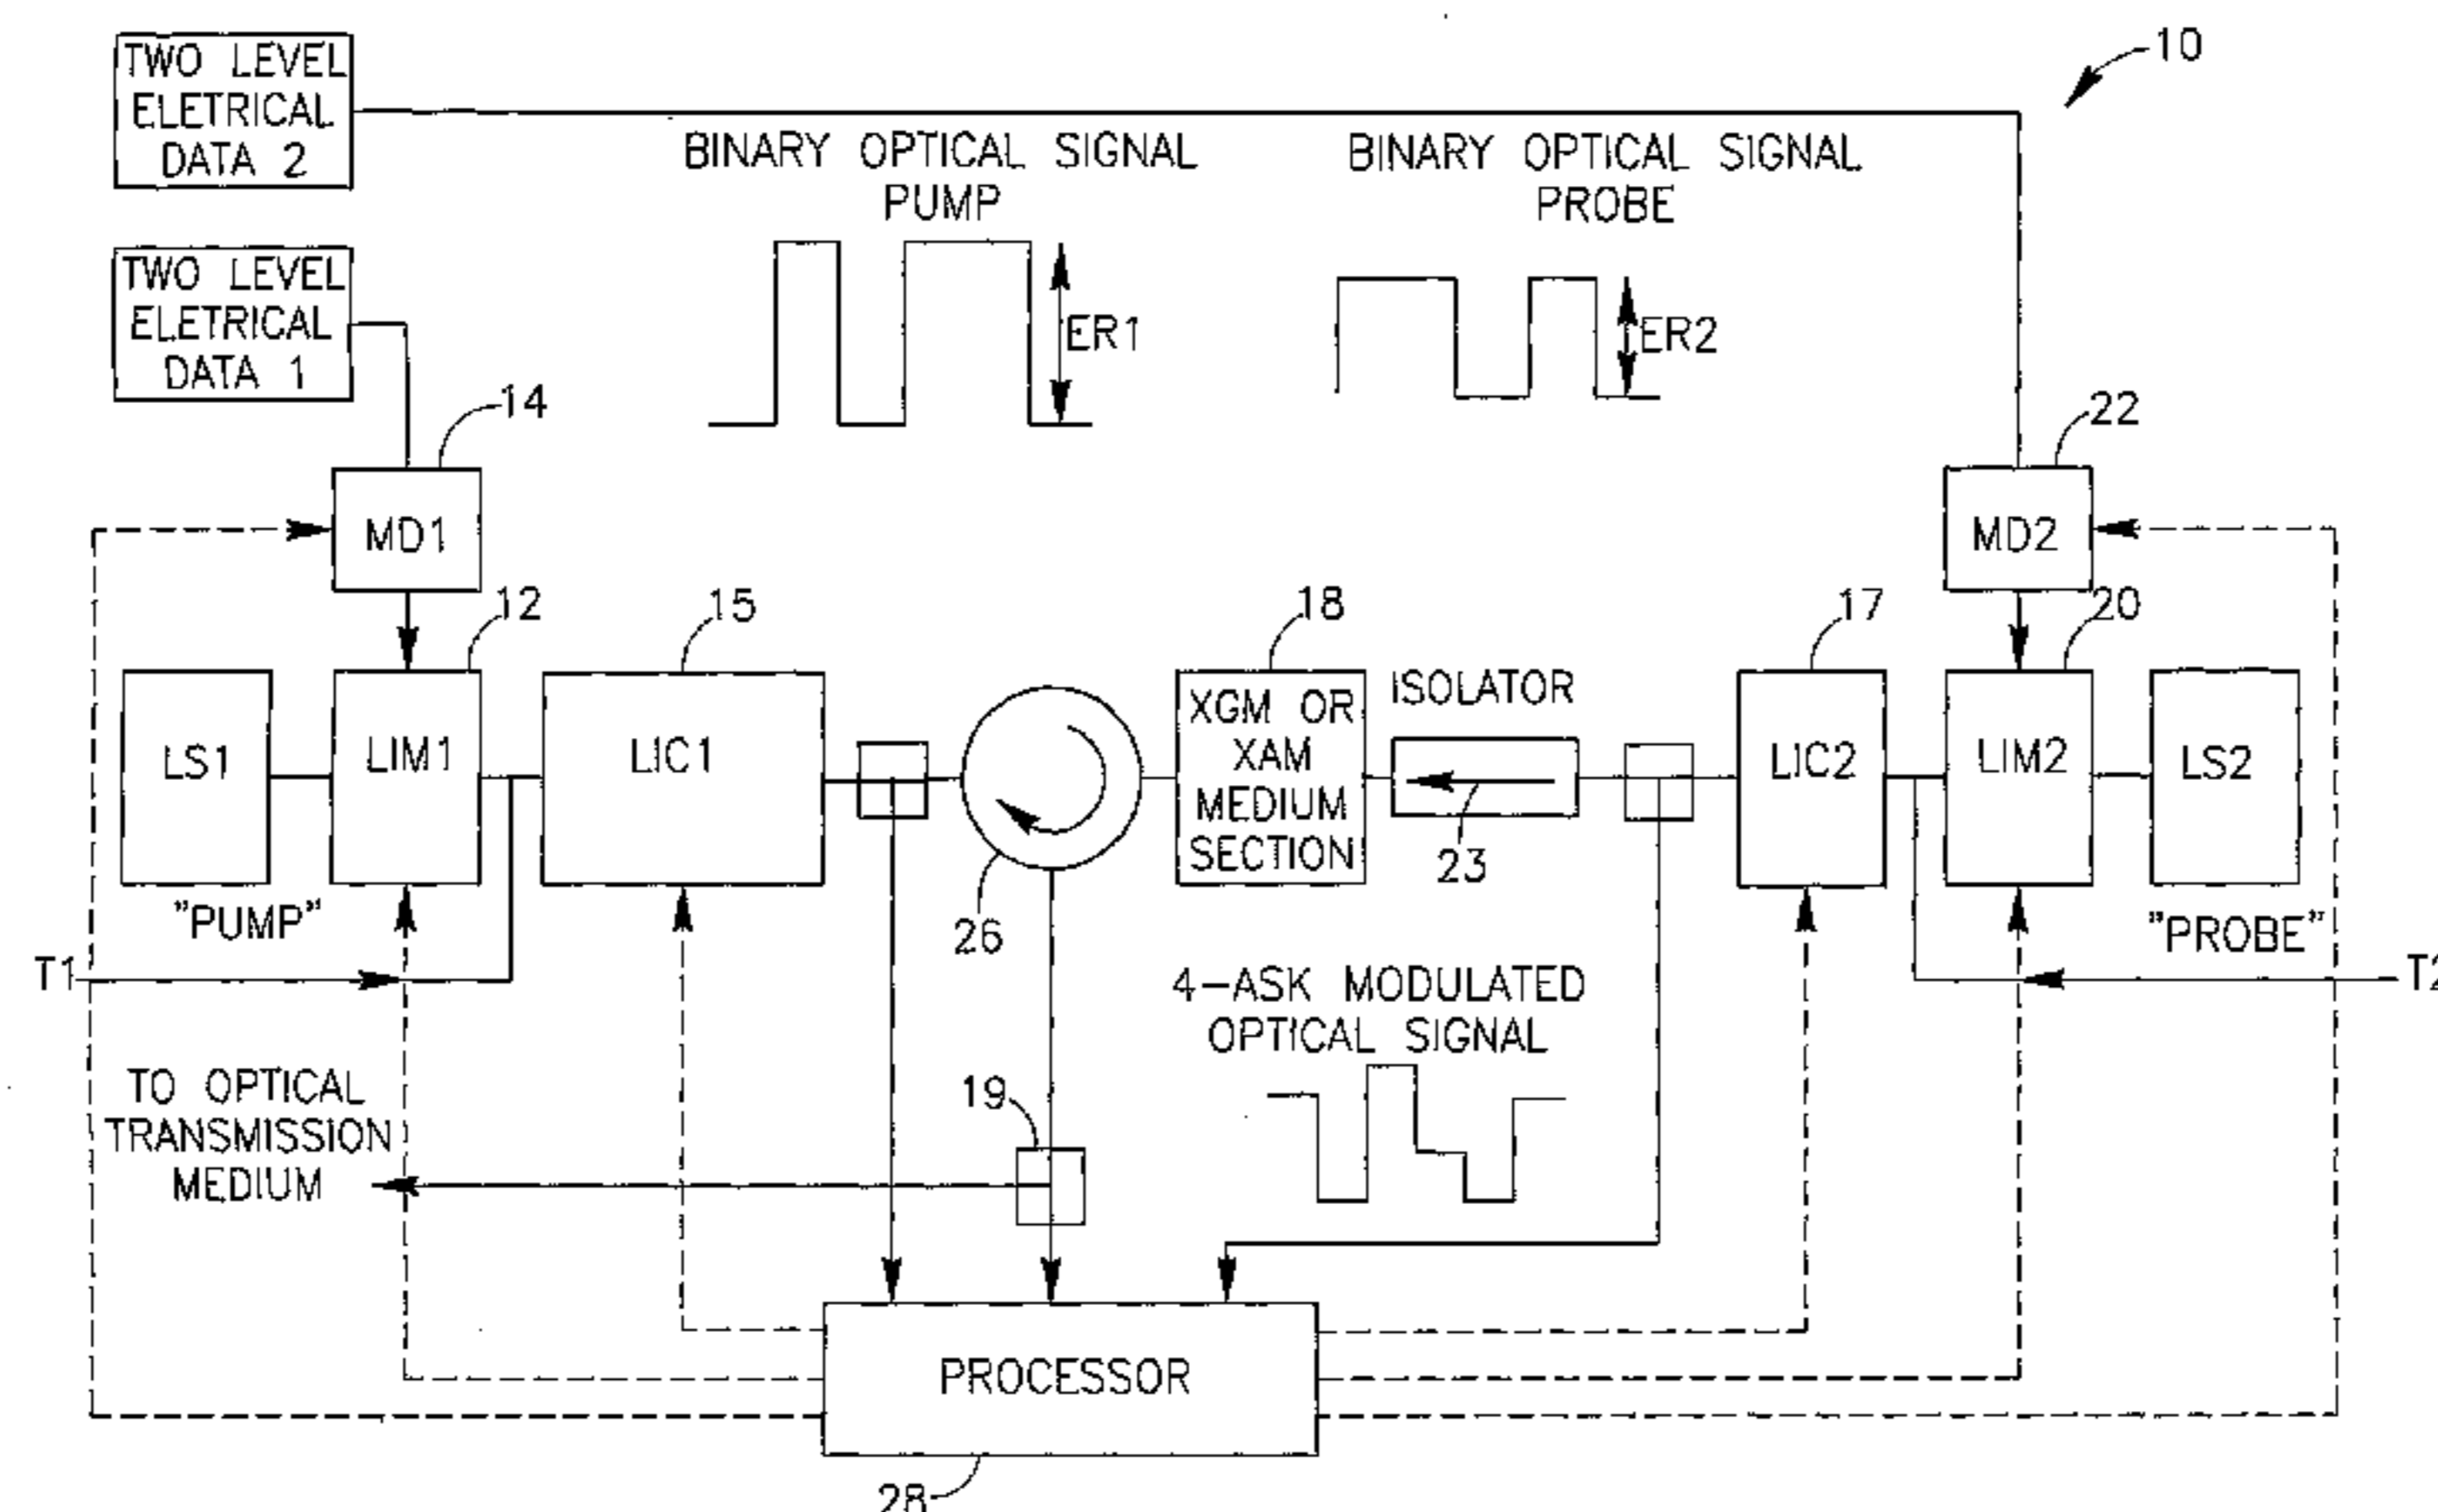 10
TWO LEVEL
ELETRICAL
DATA 2
BINARY OPTICAL SIGNAL
PUMP
BINARY OPTICAL SIGNAL
PROBE
TWO LEVEL
ELETRICAL
DATA 1
ER1
ER2
14
22
MD1
MD2
12
15
18
17
20
LS1
LIM1
LIC1
XGM OR
XAM
MEDIUM
SECTION
ISOLATOR
23
LIC2
LIM2
LS2
"PUMP"
26
"PROBE"
T1
T2
4-ASK MODULATED
OPTICAL SIGNAL
TO OPTICAL
TRANSMISSION
MEDIUM
19
PROCESSOR
28